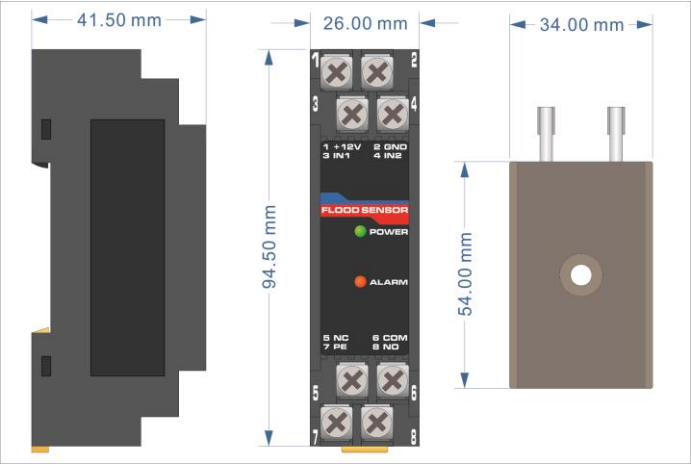 41.50 mm
26.00 mm
34.00 mm
1 2
3 4
1 +12V 2 GND
3 IN1 4 IN2
FLOOD SENSOR
POWER
94.50 mm
54.00 mm
ALARM
5 NC 6 COM
7 PE 8 NO
5 6
7 8